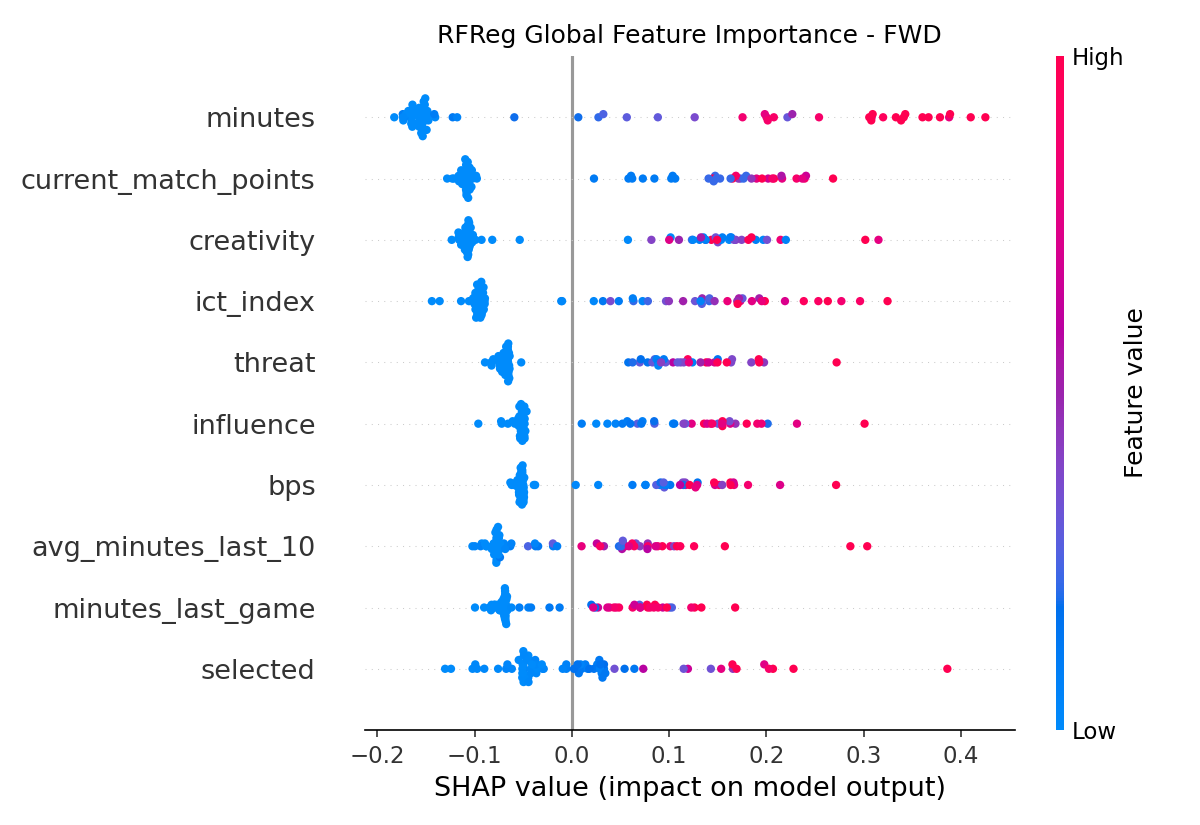 RFReg Global Feature Importance - FWD
High
minutes
current_match_points
creativity
ict_index
threat
influence
bps
avg_minutes_last_10
minutes_last_game
selected
Feature value
Low
−0.2 −0.1 0.0 0.1 0.2 0.3 0.4
SHAP value (impact on model output)